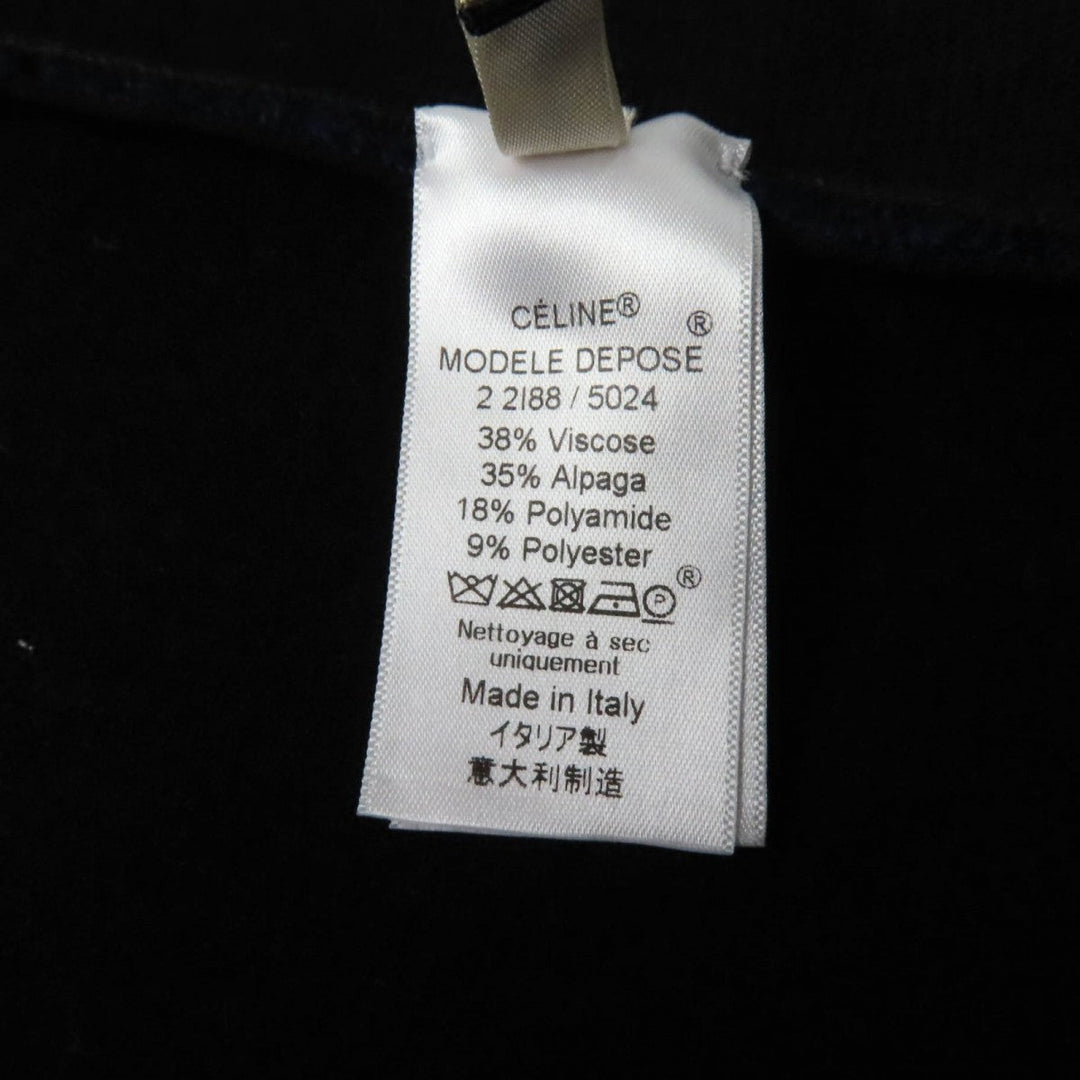 CÉLINE®
MODELE DEPOSE ®
2 2I88 / 5024
38% Viscose
35% Alpaga
18% Polyamide
9% Polyester
P ®
Nettoyage à sec
uniquement
Made in Italy
イタリア製
意大利制造